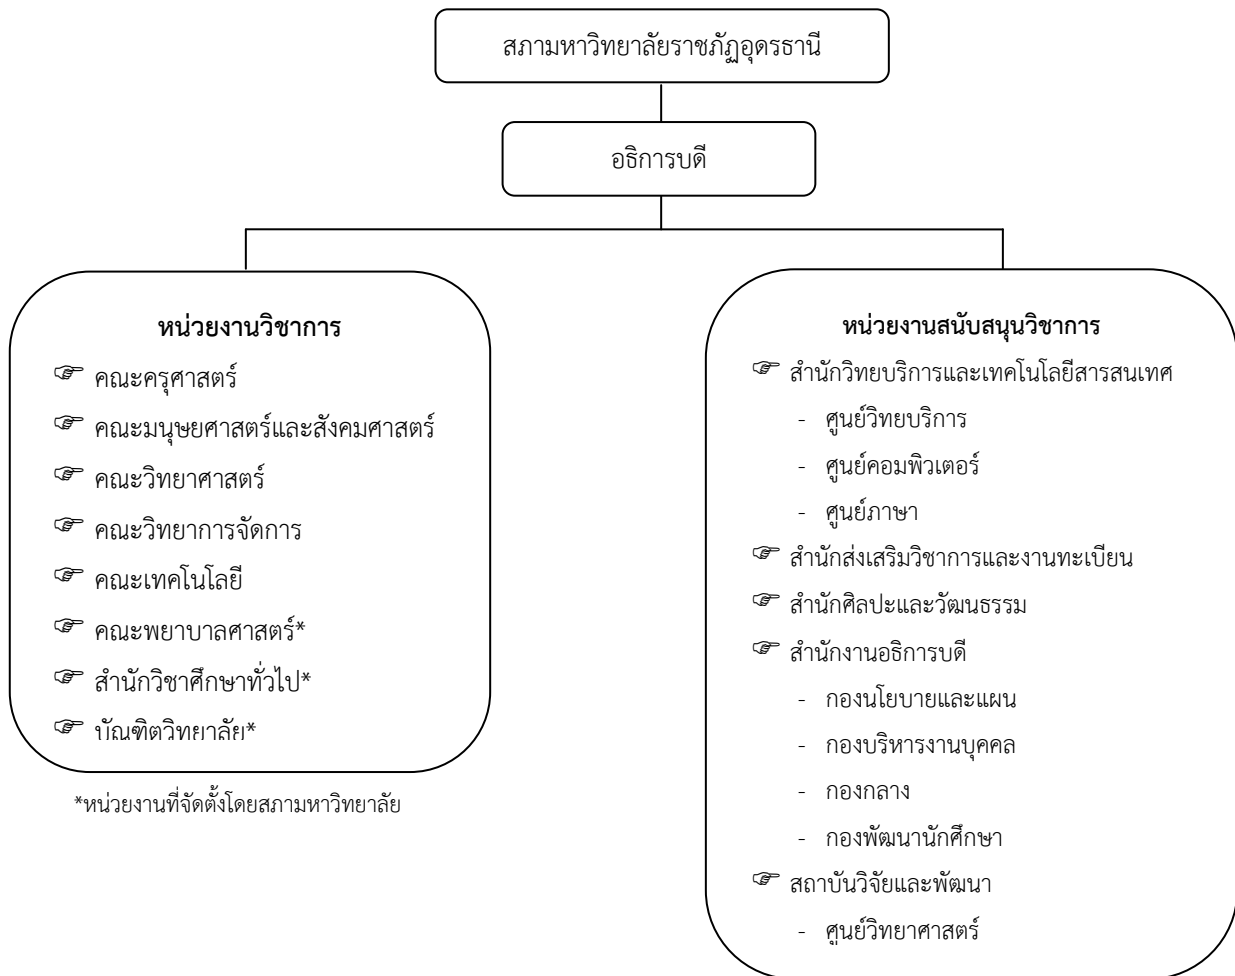 สภามหาวิทยาลัยราชภัฏอุดรธานี
อธิการบดี
หน่วยงานวิชาการ
☞ คณะครุศาสตร์
☞ คณะมนุษยศาสตร์และสังคมศาสตร์
☞ คณะวิทยาศาสตร์
☞ คณะวิทยาการจัดการ
☞ คณะเทคโนโลยี
☞ คณะพยาบาลศาสตร์*
☞ สำนักวิชาศึกษาทั่วไป*
☞ บัณฑิตวิทยาลัย*
*หน่วยงานที่จัดตั้งโดยสภามหาวิทยาลัย
หน่วยงานสนับสนุนวิชาการ
☞ สำนักวิทยบริการและเทคโนโลยีสารสนเทศ
- ศูนย์วิทยบริการ
- ศูนย์คอมพิวเตอร์
- ศูนย์ภาษา
☞ สำนักส่งเสริมวิชาการและงานทะเบียน
☞ สำนักศิลปะและวัฒนธรรม
☞ สำนักงานอธิการบดี
- กองนโยบายและแผน
- กองบริหารงานบุคคล
- กองกลาง
- กองพัฒนานักศึกษา
☞ สถาบันวิจัยและพัฒนา
- ศูนย์วิทยาศาสตร์